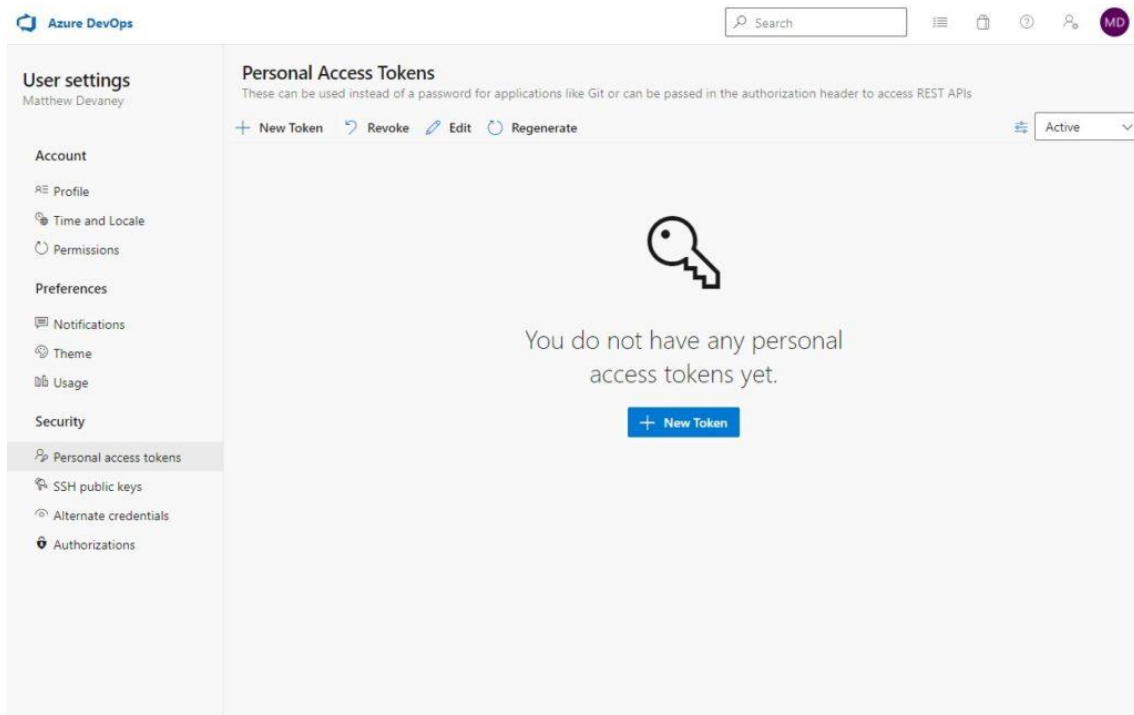 Azure DevOps
Search
MD
User settings
Matthew Devaney
Account
Profile
Time and Locale
Permissions
Preferences
Notifications
Theme
Usage
Security
Personal access tokens
SSH public keys
Alternate credentials
Authorizations
Personal Access Tokens
These can be used instead of a password for applications like Git or can be passed in the authorization header to access REST APIs
New Token Revoke Edit Regenerate
Active
You do not have any personal
access tokens yet.
New Token